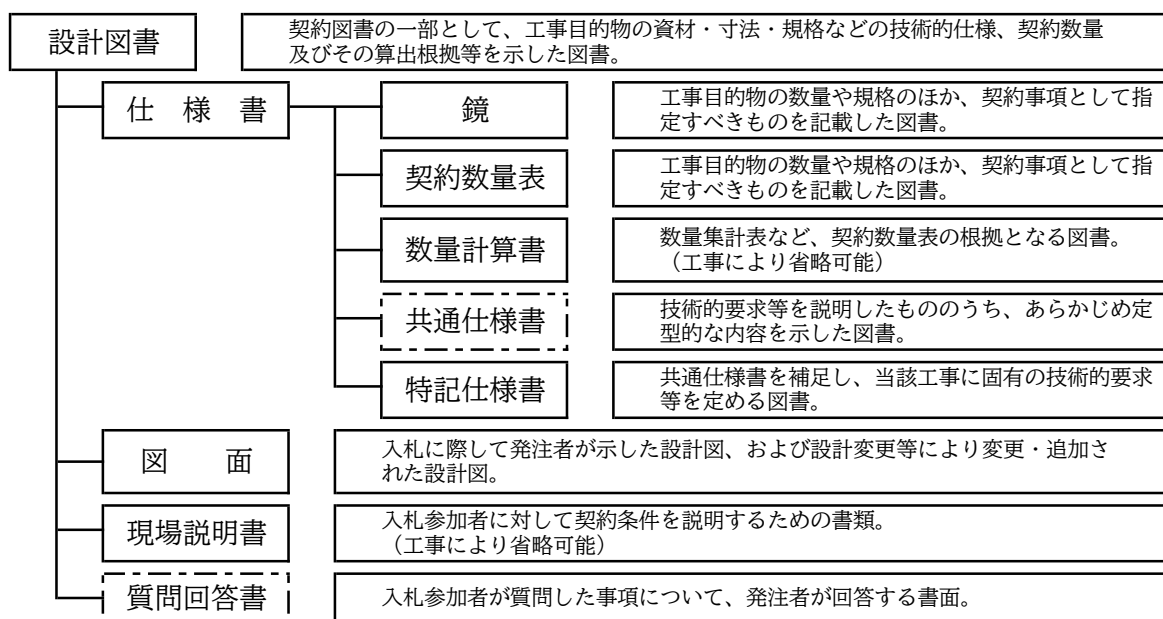 設計図書
契約図書の一部として、工事目的物の資材・寸法・規格などの技術的仕様、契約数量
及びその算出根拠等を示した図書。
仕様書
鏡
工事目的物の数量や規格のほか、契約事項として指
定すべきものを記載した図書。
契約数量表
工事目的物の数量や規格のほか、契約事項として指
定すべきものを記載した図書。
数量計算書
数量集計表など、契約数量表の根拠となる図書。
（工事により省略可能）
共通仕様書
技術的要求等を説明したもののうち、あらかじめ定
型的な内容を示した図書。
特記仕様書
共通仕様書を補足し、当該工事に固有の技術的要求
等を定める図書。
図面
入札に際して発注者が示した設計図、および設計変更等により変更・追加さ
れた設計図。
現場説明書
入札参加者に対して契約条件を説明するための書類。
（工事により省略可能）
質問回答書
入札参加者が質問した事項について、発注者が回答する書面。